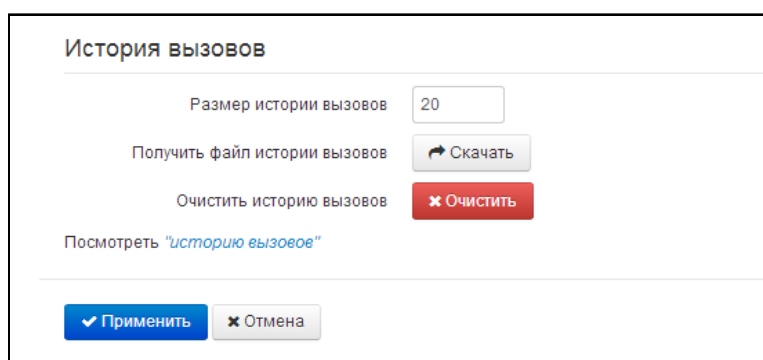 История вызовов
Размер истории вызовов 20
Получить файл истории вызовов Скачать
Очистить историю вызовов Очистить
Посмотреть "историю вызовов"
Применить Отмена